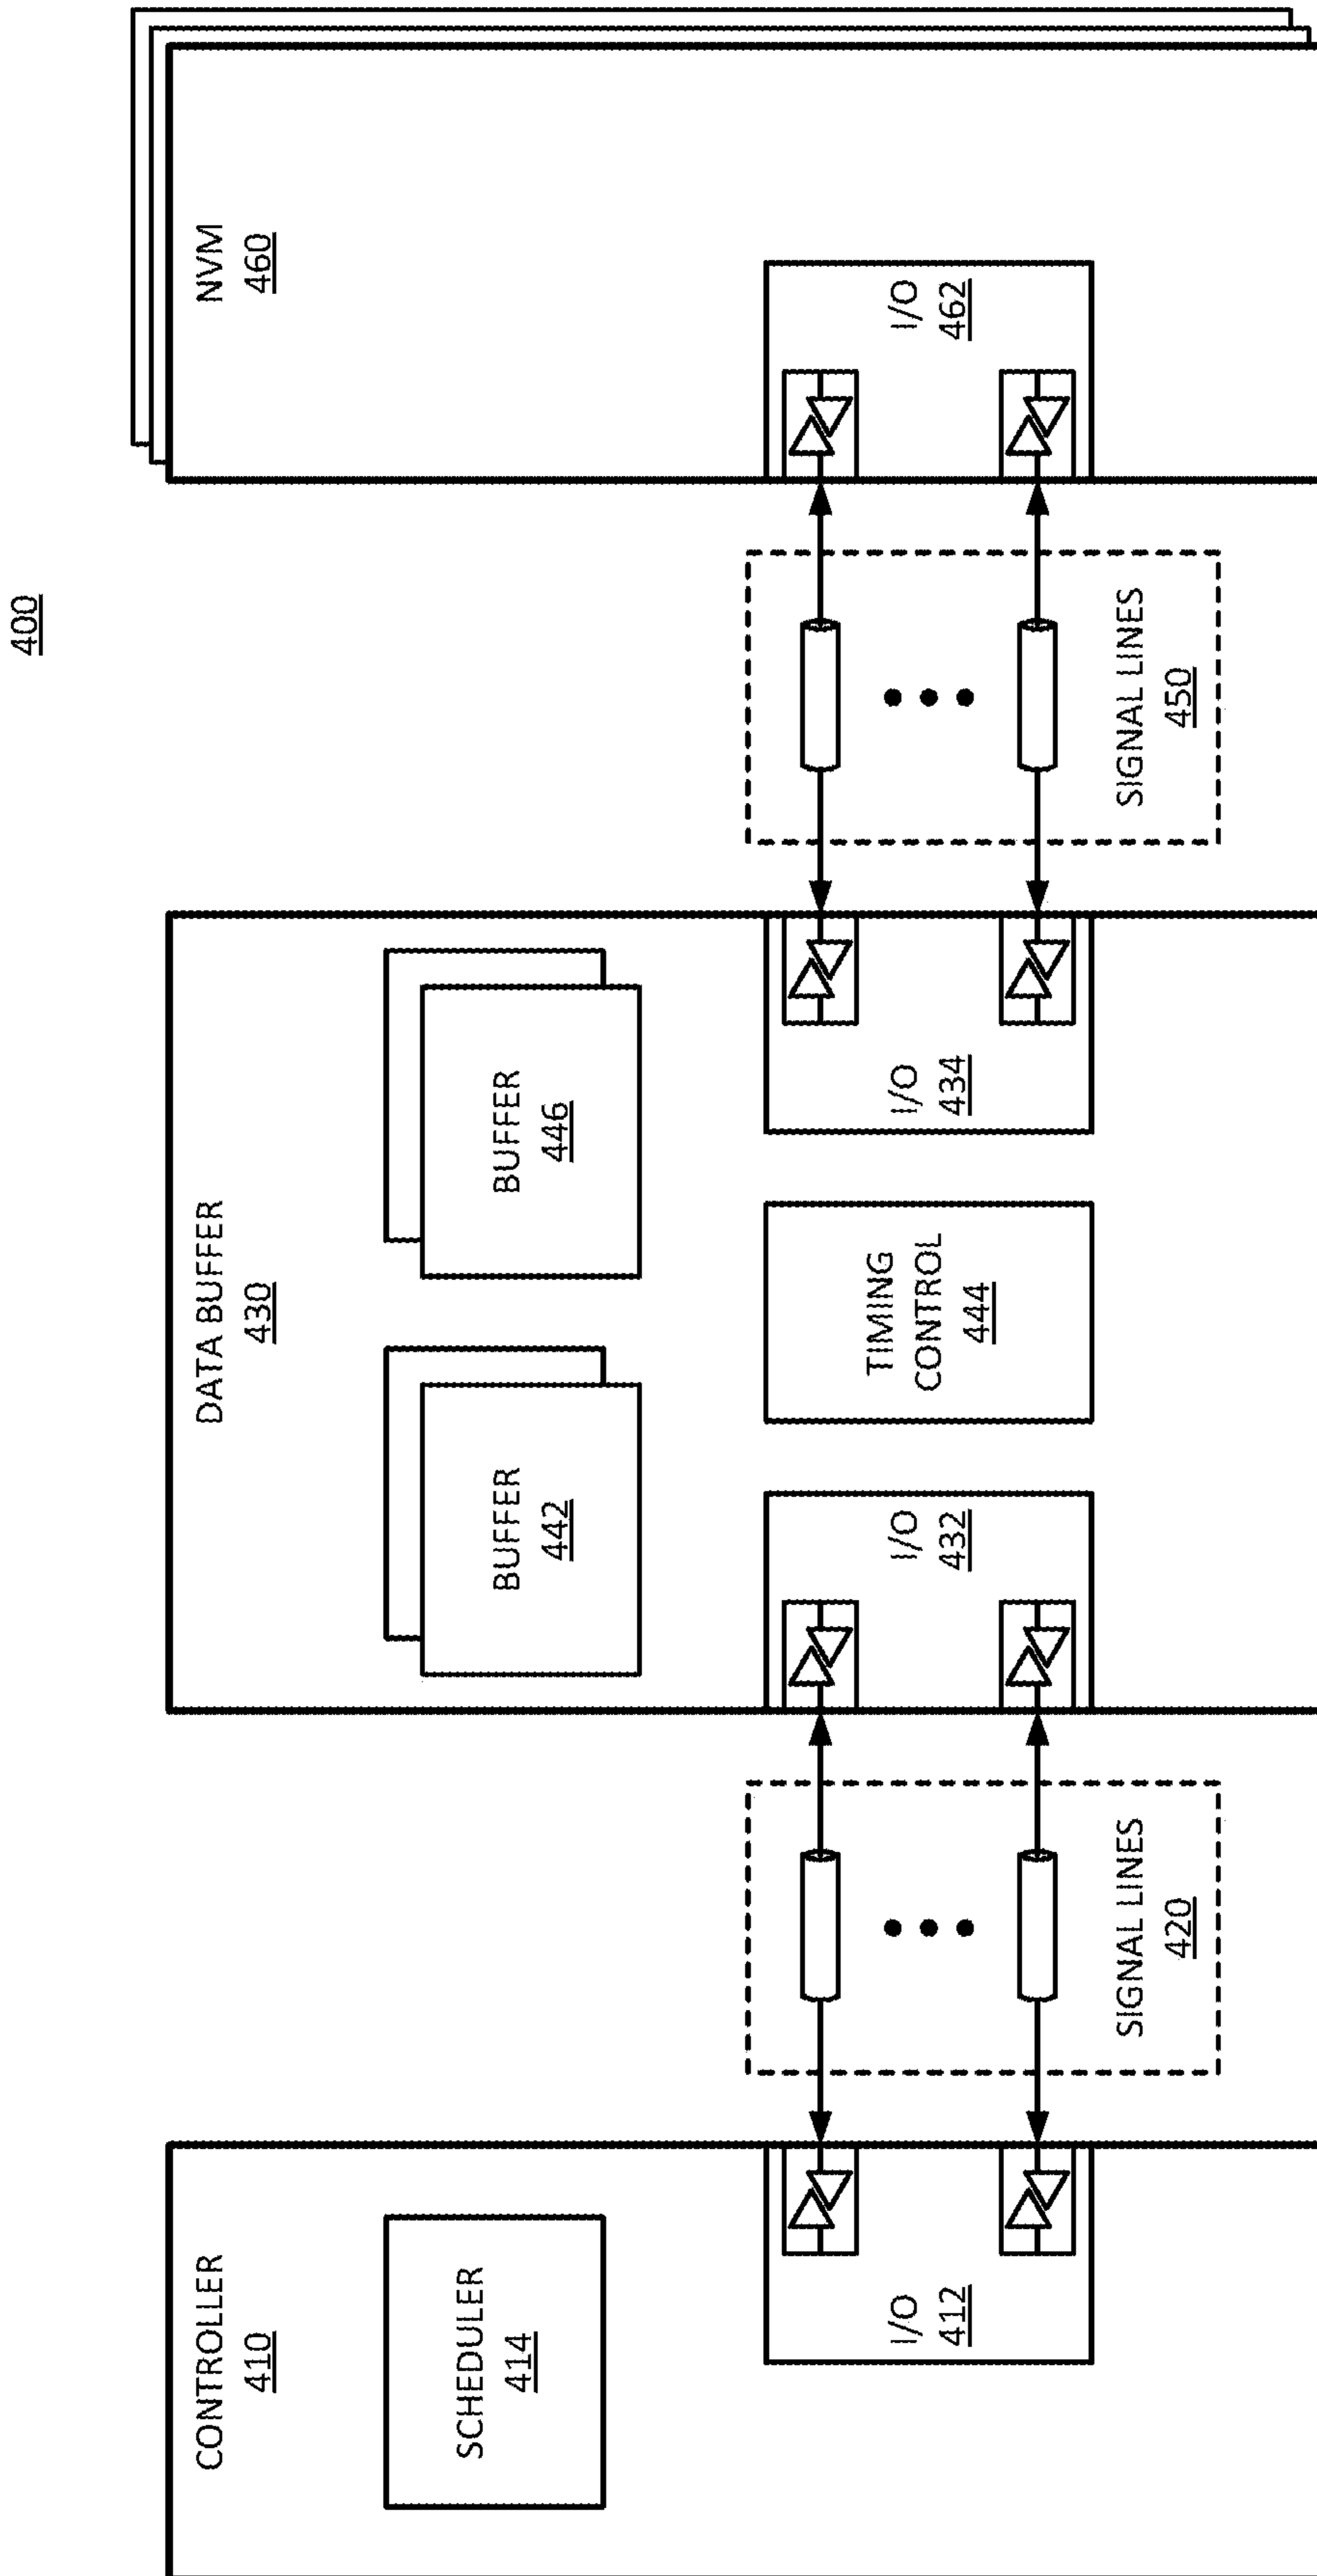 400
CONTROLLER
410
SCHEDULER
414
I/O
412
SIGNAL LINES
420
DATA BUFFER
430
BUFFER
442
BUFFER
446
I/O
432
TIMING
CONTROL
444
I/O
434
SIGNAL LINES
450
NVM
460
I/O
462